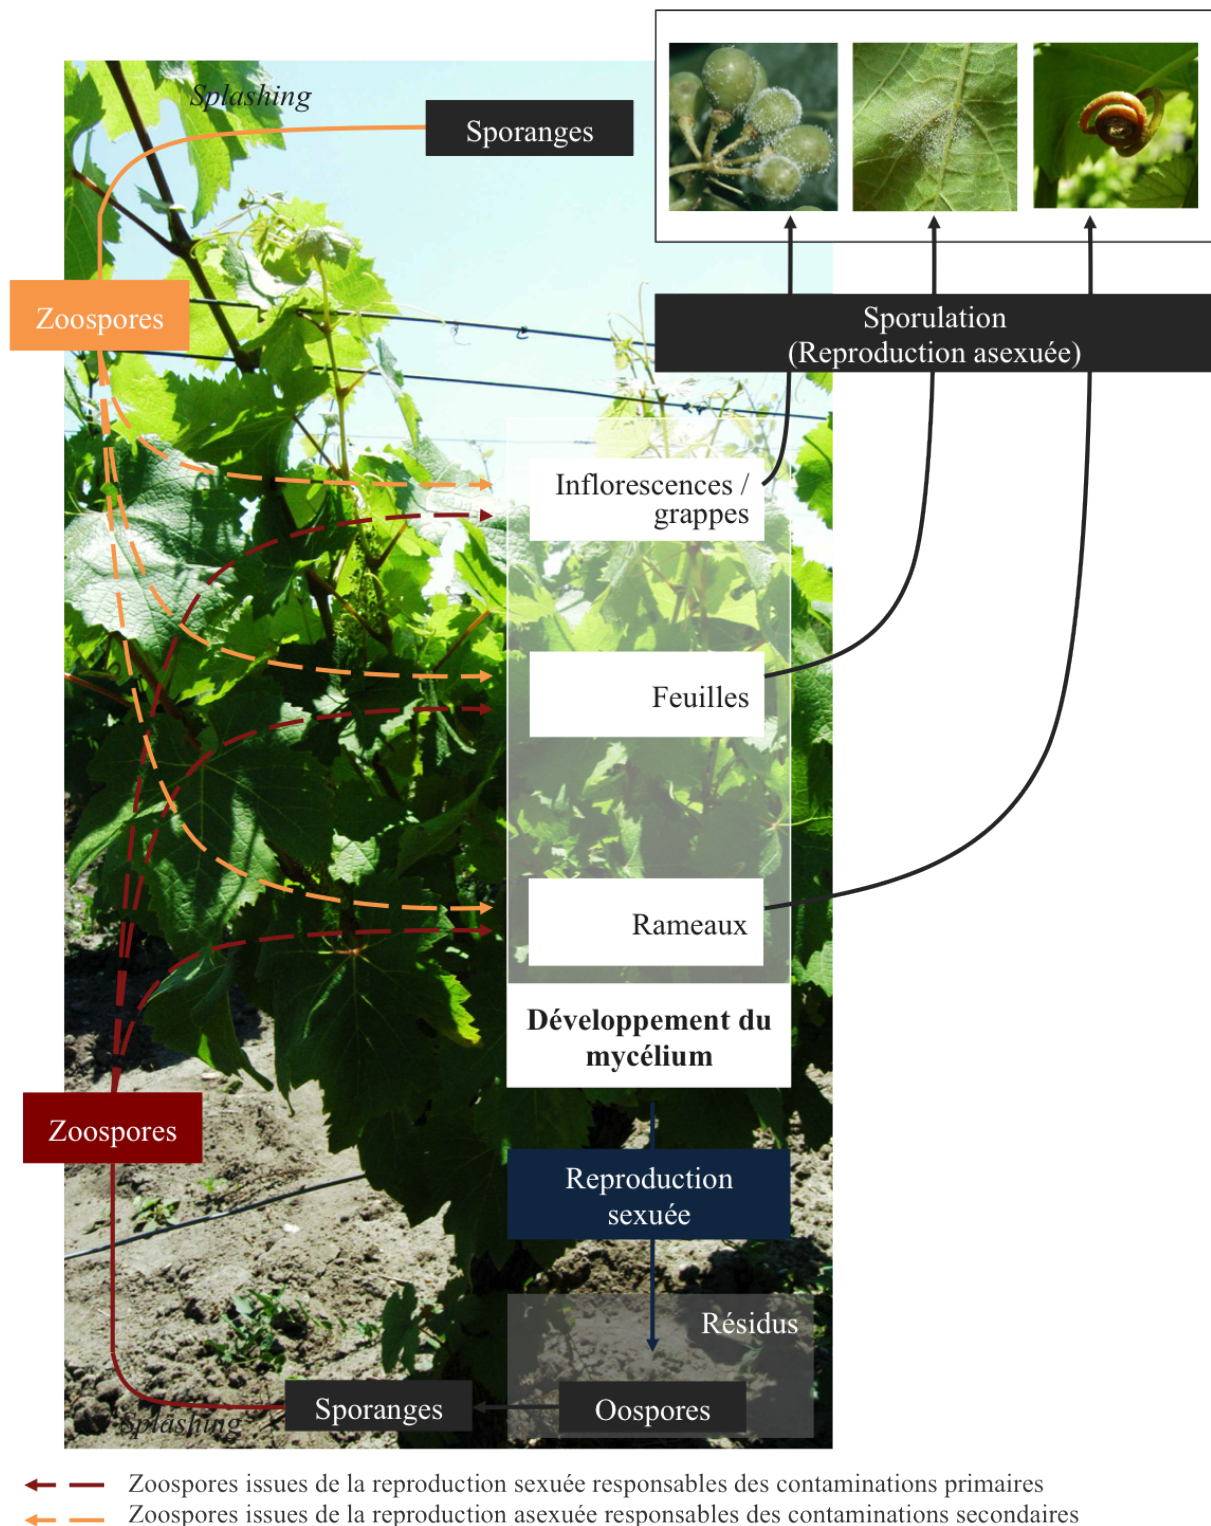 Splashing
Sporanges
Zoospores
Sporulation
(Reproduction asexuée)
Inflorescences /
grappes
Feuilles
Rameaux
Développement du
mycélium
Zoospores
Reproduction
sexuée
Résidus
Sporanges
Oospores
Splashing
Zoospores issues de la reproduction sexuée responsables des contaminations primaires
Zoospores issues de la reproduction asexuée responsables des contaminations secondaires